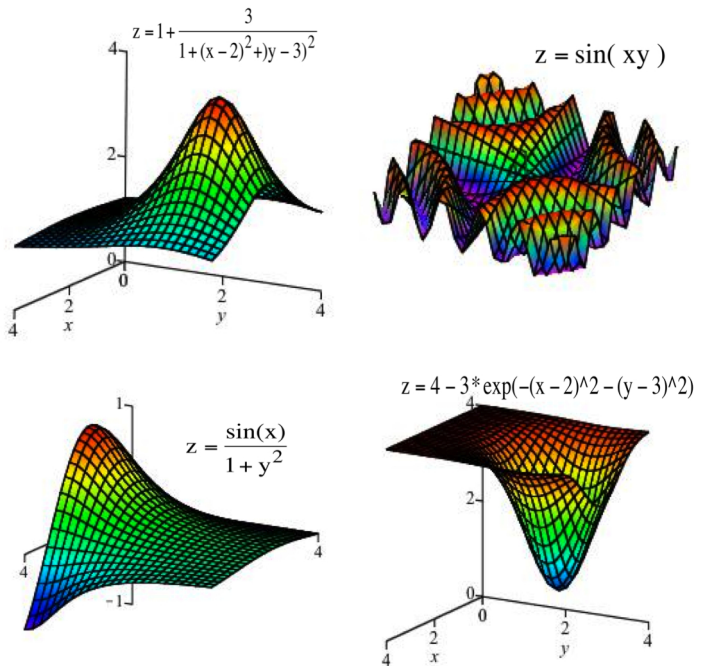 z = 1 + 3 / 1 + (x − 2)² +)y − 3)²
4
2
0
0
2
4
x
2
4
y
z = sin( xy )
1
z = sin(x) / 1 + y²
4
4
−1
z = 4 − 3* exp(−(x − 2)^2 − (y − 3)^2)
4
2
0
0
2
4
x
2
4
y